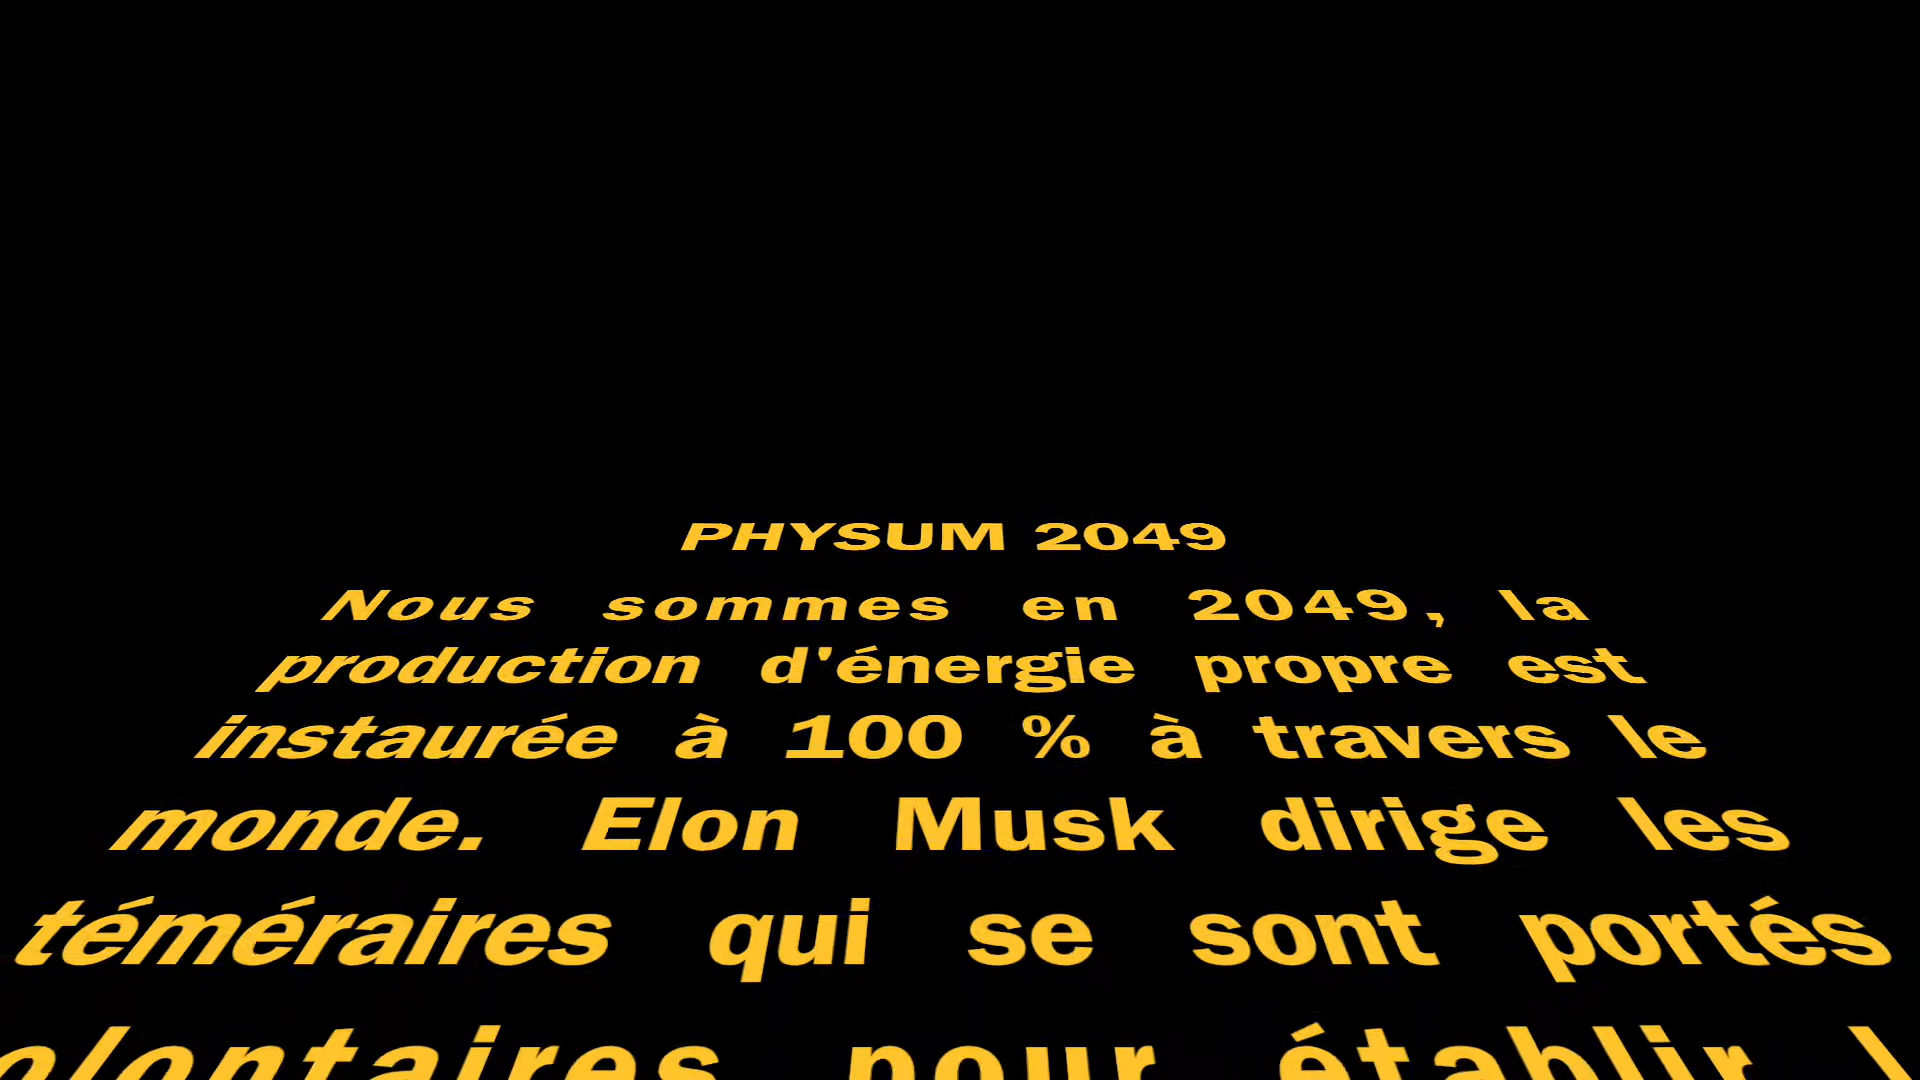 PHYSUM 2049
Nous sommes en 2049, la
production d'énergie propre est
instaurée à 100 % à travers le
monde. Elon Musk dirige les
téméraires qui se sont portés
pour établir